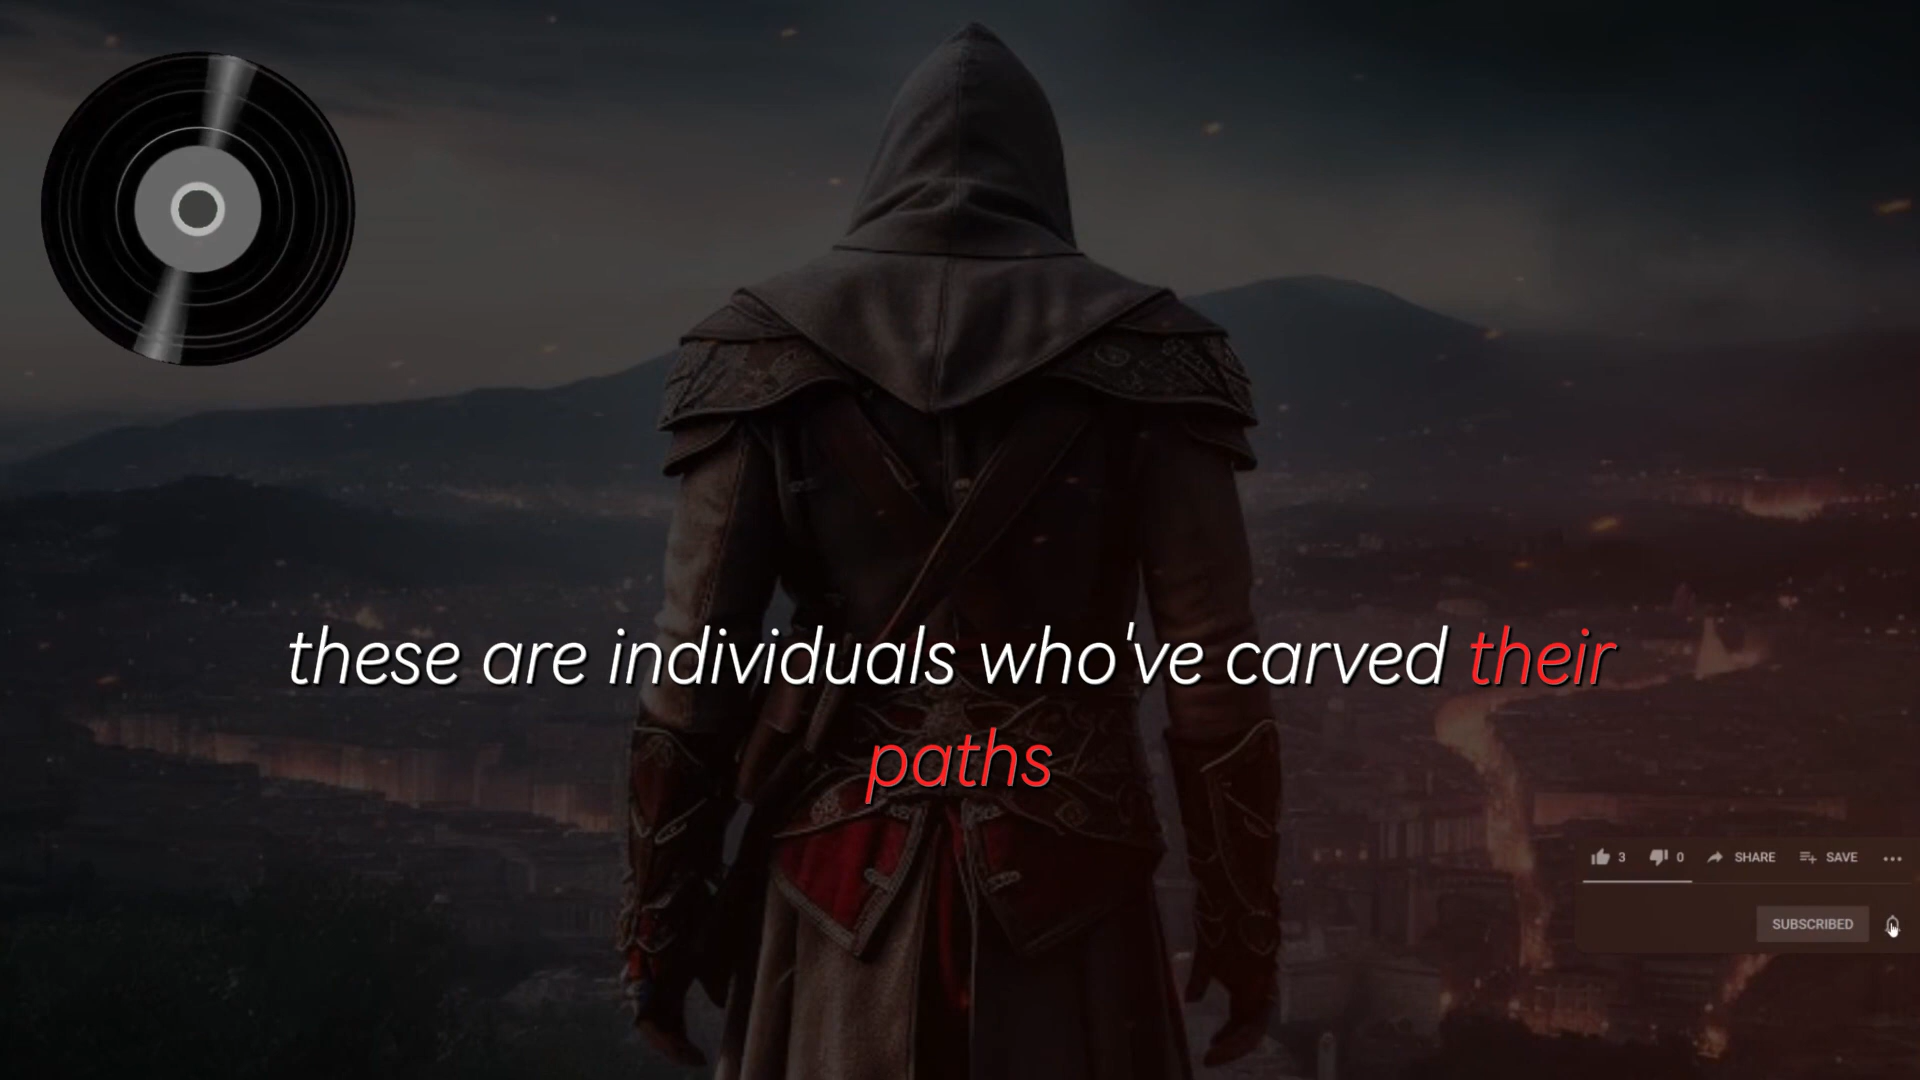 these are individuals who've carved their
paths
3 0 SHARE SAVE
SUBSCRIBED